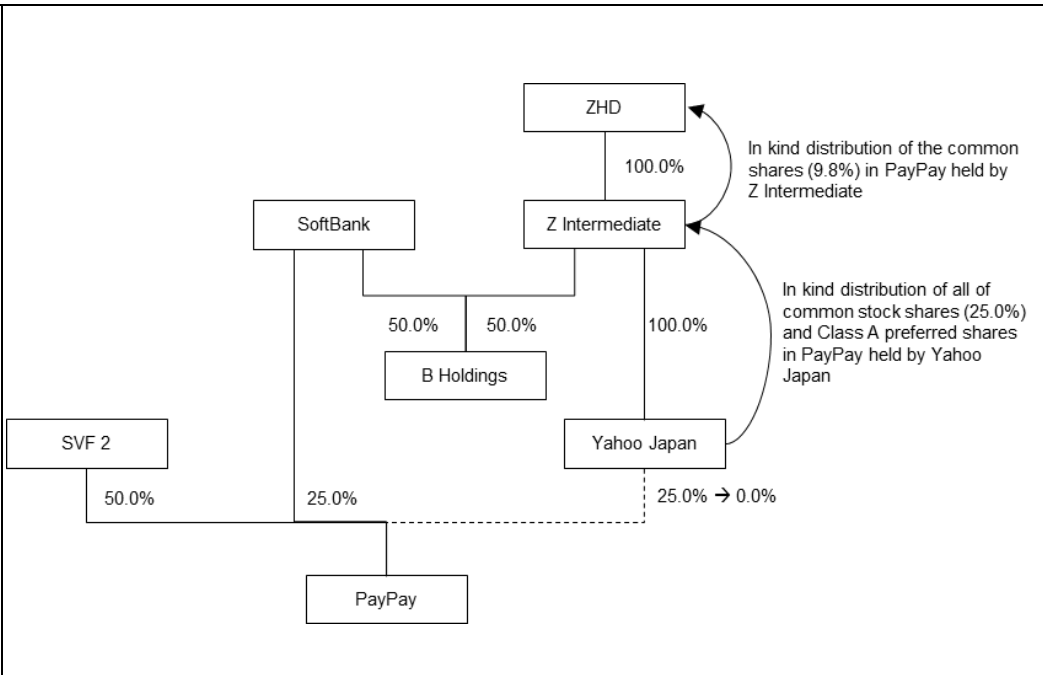 ZHD
In kind distribution of the common
shares (9.8%) in PayPay held by
Z Intermediate
100.0%
SoftBank
Z Intermediate
In kind distribution of all of
common stock shares (25.0%)
and Class A preferred shares
in PayPay held by Yahoo
Japan
50.0%
50.0%
100.0%
B Holdings
SVF 2
Yahoo Japan
50.0%
25.0%
25.0% → 0.0%
PayPay